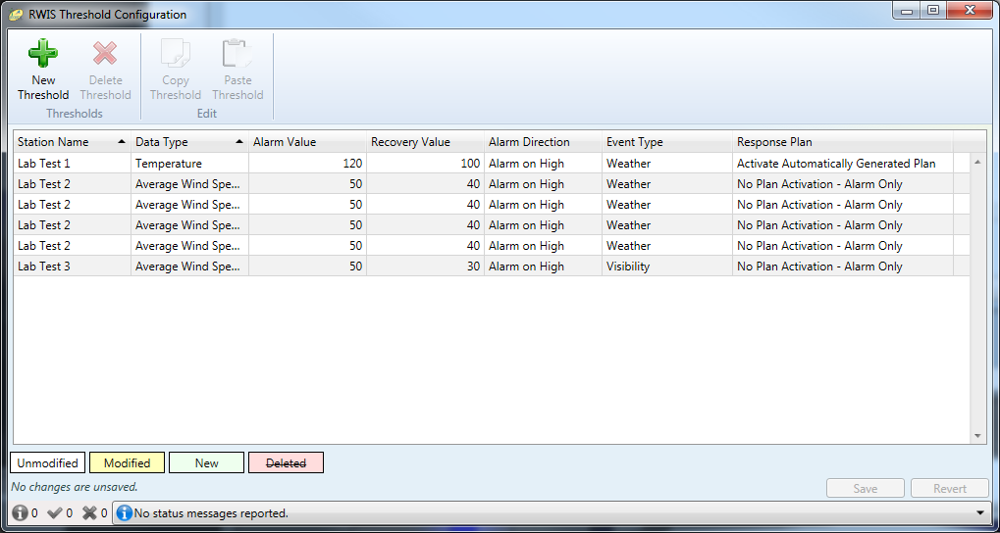 RWIS Threshold Configuration
New Threshold
Delete Threshold
Copy Threshold
Paste Threshold
Thresholds
Edit
Station Name Data Type Alarm Value Recovery Value Alarm Direction Event Type Response Plan
Lab Test 1 Temperature 120 100 Alarm on High Weather Activate Automatically Generated Plan
Lab Test 2 Average Wind Spe... 50 40 Alarm on High Weather No Plan Activation - Alarm Only
Lab Test 2 Average Wind Spe... 50 40 Alarm on High Weather No Plan Activation - Alarm Only
Lab Test 2 Average Wind Spe... 50 40 Alarm on High Weather No Plan Activation - Alarm Only
Lab Test 2 Average Wind Spe... 50 40 Alarm on High Weather No Plan Activation - Alarm Only
Lab Test 3 Average Wind Spe... 50 30 Alarm on High Visibility No Plan Activation - Alarm Only
Unmodified Modified New Deleted
No changes are unsaved.
Save Revert
0 0 0 No status messages reported.